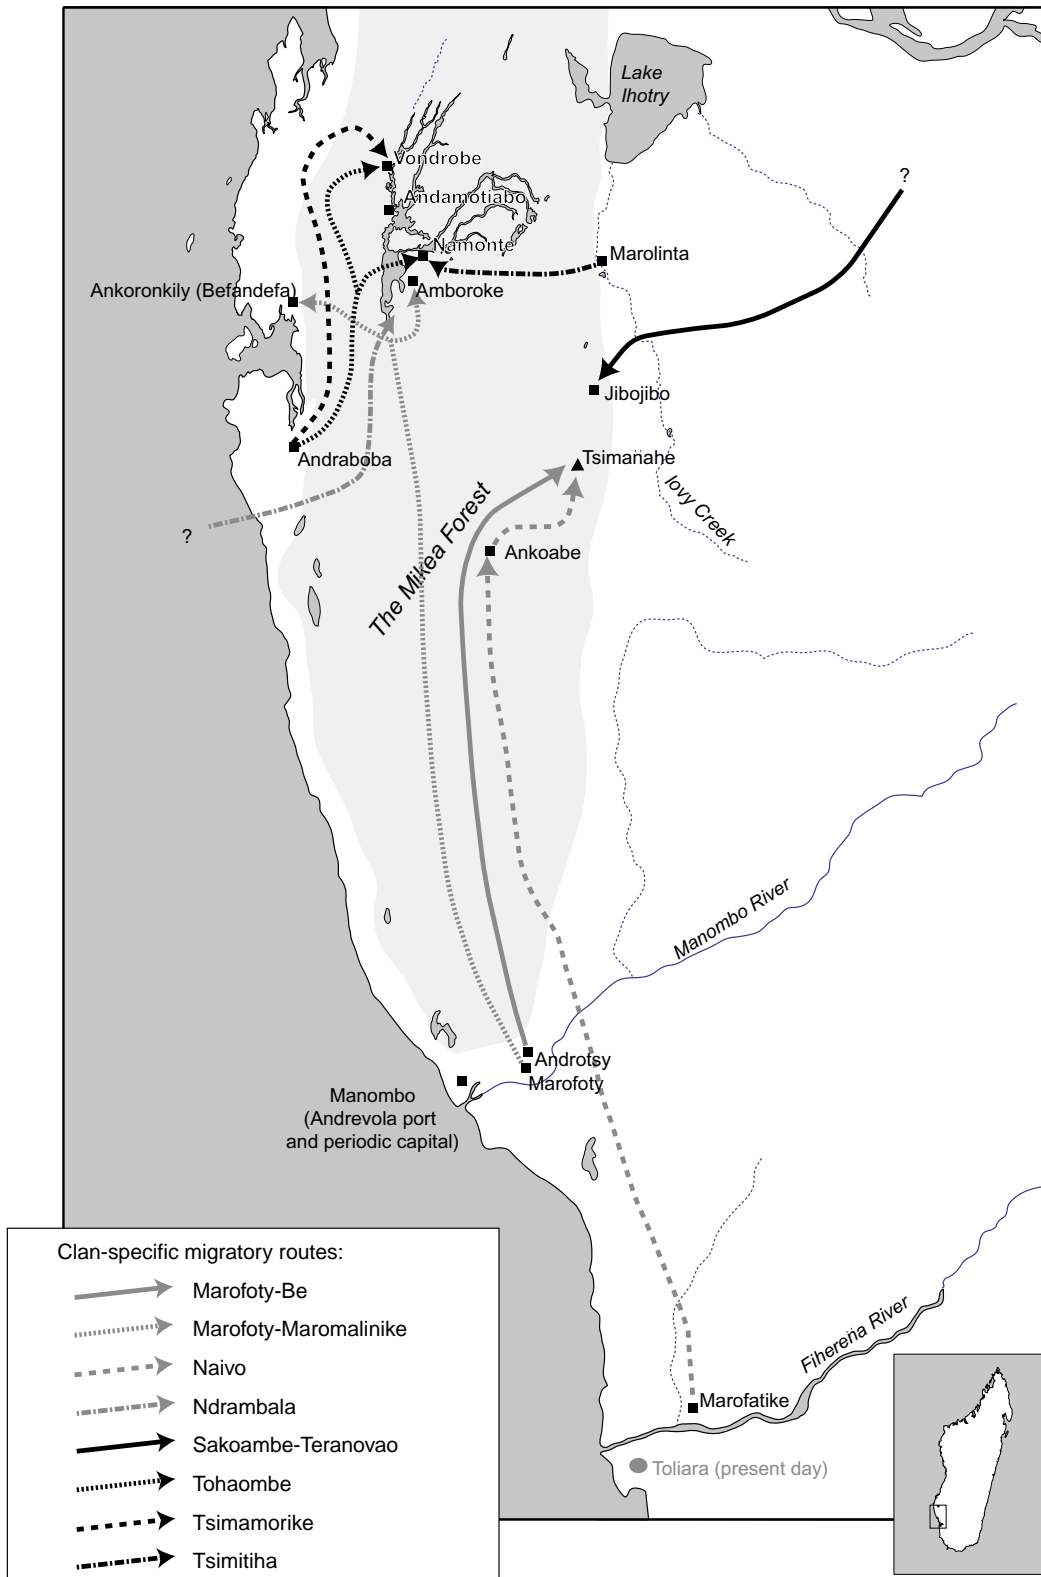 Lake
Ihotry
?
Vondrobe
Andamotiabo
Namonte
Marolinta
Ankoronkily (Befandefa)
Amboroke
Jibojibo
Andraboba
Tsimanahe
Iovy Creek
?
The Mikea Forest
Ankoabe
Manombo River
Androtsy
Marofoty
Manombo
(Andrevola port
and periodic capital)
Fiherena River
Marofatike
Toliara (present day)
Clan-specific migratory routes:
Marofoty-Be
Marofoty-Maromalinike
Naivo
Ndrambala
Sakoambe-Teranovao
Tohaombe
Tsimamorike
Tsimitiha